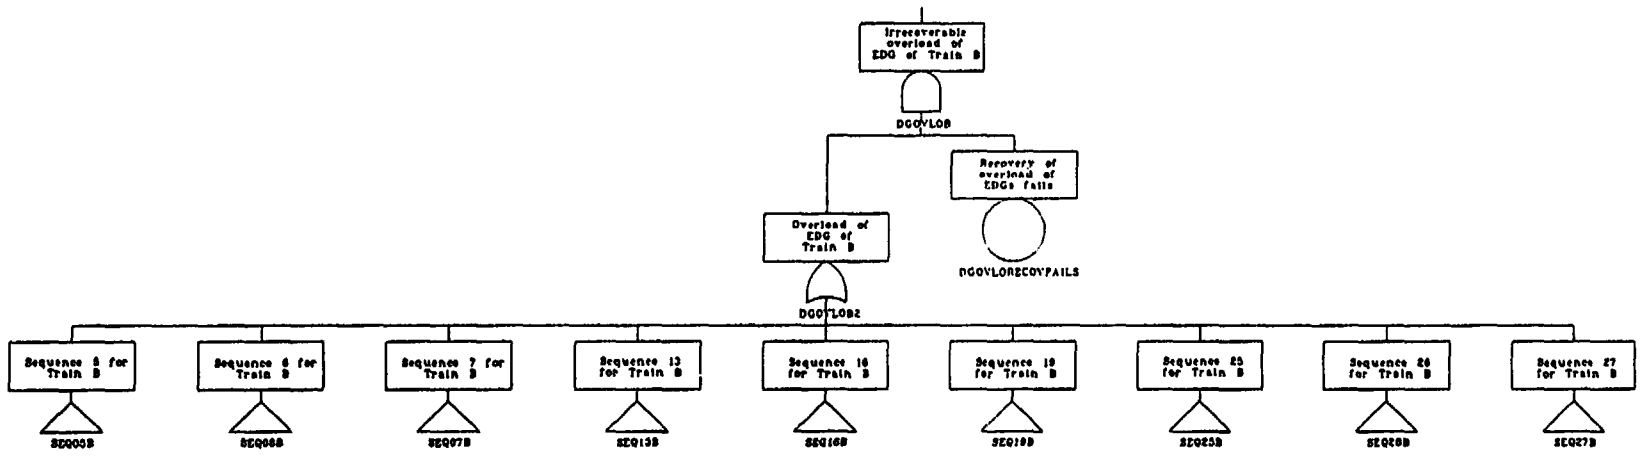 Irrecoverable
overload of
EDG of Train B
DGOVLOB
Recovery of
overload of
EDGs fails
DGOVLORECOVFAILS
Overload of
EDG of
Train B
DGOVLOB2
Sequence 5 for
Train B
Sequence 6 for
Train B
Sequence 7 for
Train B
Sequence 13
for Train B
Sequence 16
for Train B
Sequence 19
for Train B
Sequence 25
for Train B
Sequence 26
for Train B
Sequence 27
for Train B
SEQ05B
SEQ06B
SEQ07B
SEQ13B
SEQ16B
SEQ19B
SEQ25B
SEQ26B
SEQ27B